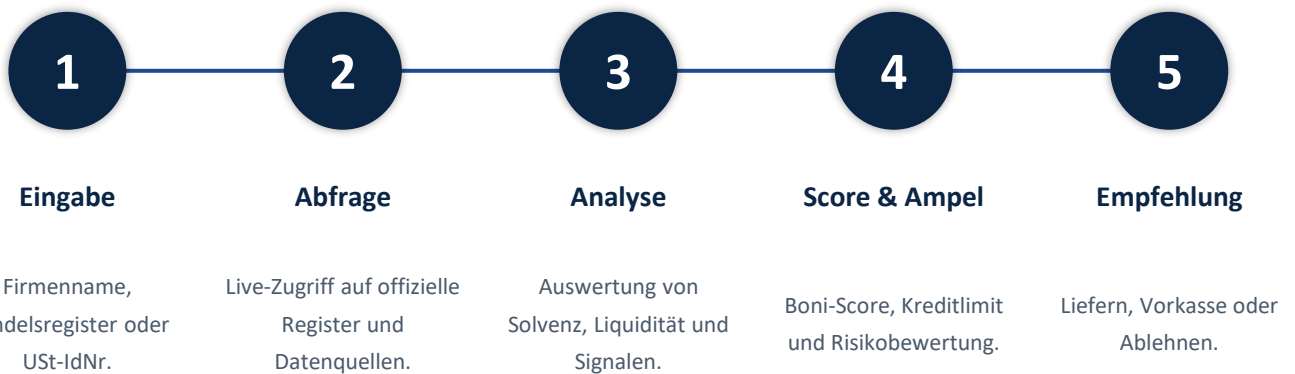 1
2
3
4
5
Eingabe
Abfrage
Analyse
Score & Ampel
Empfehlung
Firmenname,
ndelsregister oder
USt-IdNr.
Live-Zugriff auf offizielle
Register und
Datenquellen.
Auswertung von
Solvenz, Liquidität und
Signalen.
Boni-Score, Kreditlimit
und Risikobewertung.
Liefern, Vorkasse oder
Ablehnen.